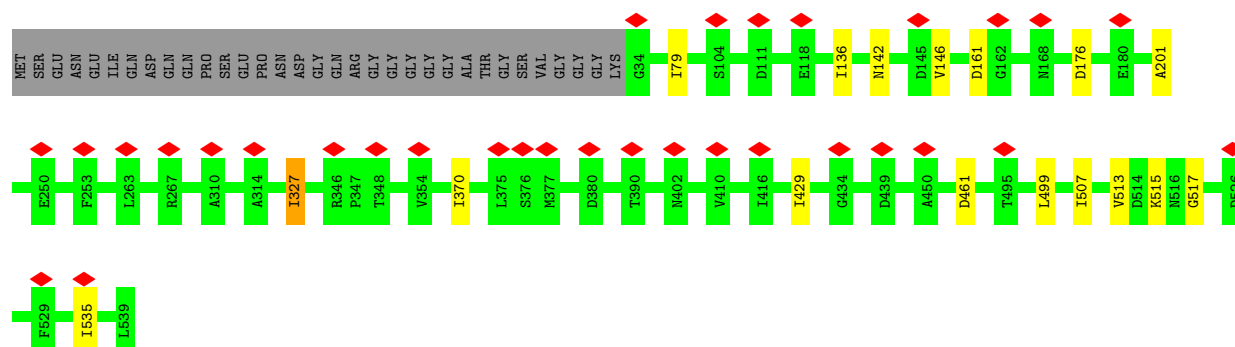 MET SER GLU ASN GLU ILE GLN ASP GLN GLN PRO SER GLU PRO ASN ASP GLY GLN ARG GLY GLY GLY GLY GLY ALA THR GLY SER VAL GLY GLY GLY LYS G34 I79 S104 D111 E118 I136 N142 D145 V146 D161 G162 N168 D176 E180 A201
E250 F253 L263 R267 A310 A314 I327 R346 P347 T348 V354 I370 L375 S376 M377 D380 T390 N402 V410 I416 I429 G434 D439 A450 D461 T495 L499 I507 V513 D514 K515 N516 G517
F529 I535 L539